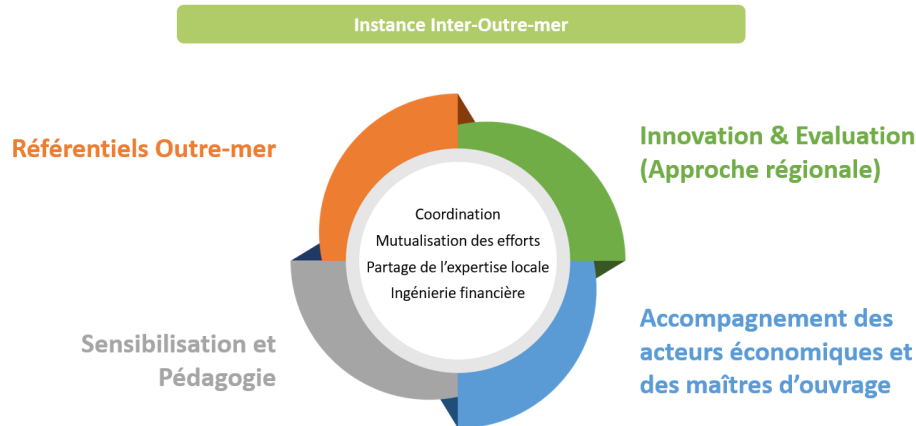 Instance Inter-Outre-mer
Référentiels Outre-mer
Innovation & Evaluation
(Approche régionale)
Coordination
Mutualisation des efforts
Partage de l'expertise locale
Ingénierie financière
Sensibilisation et
Pédagogie
Accompagnement des
acteurs économiques et
des maîtres d'ouvrage